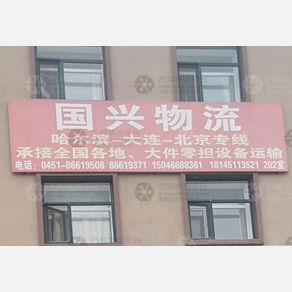 国兴物流
哈尔滨-大连-北京专线
承接全国各地、大件零担设备运输
电话：0451-86619508 86619371 15046688361 18145113521 202室